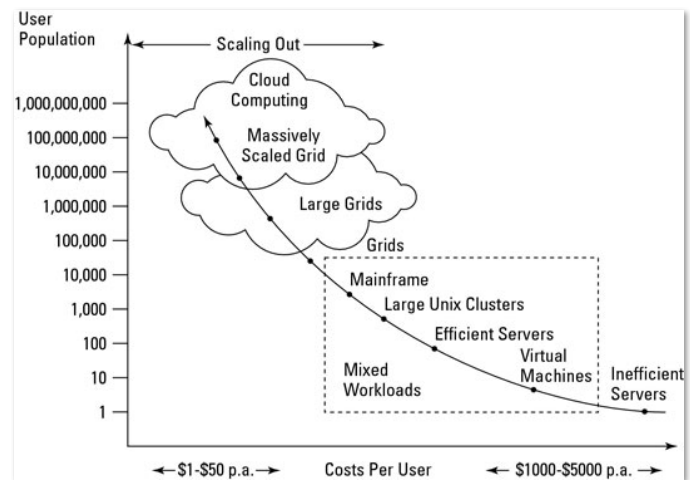 User
Population
Scaling Out
Cloud
Computing
1,000,000,000
100,000,000
Massively
Scaled Grid
10,000,000
1,000,000
Large Grids
100,000
Grids
10,000
Mainframe
1,000
Large Unix Clusters
100
Efficient Servers
Virtual
Machines
Mixed
Workloads
Inefficient
Servers
10
1
$1-$50 p.a.
Costs Per User
$1000-$5000 p.a.